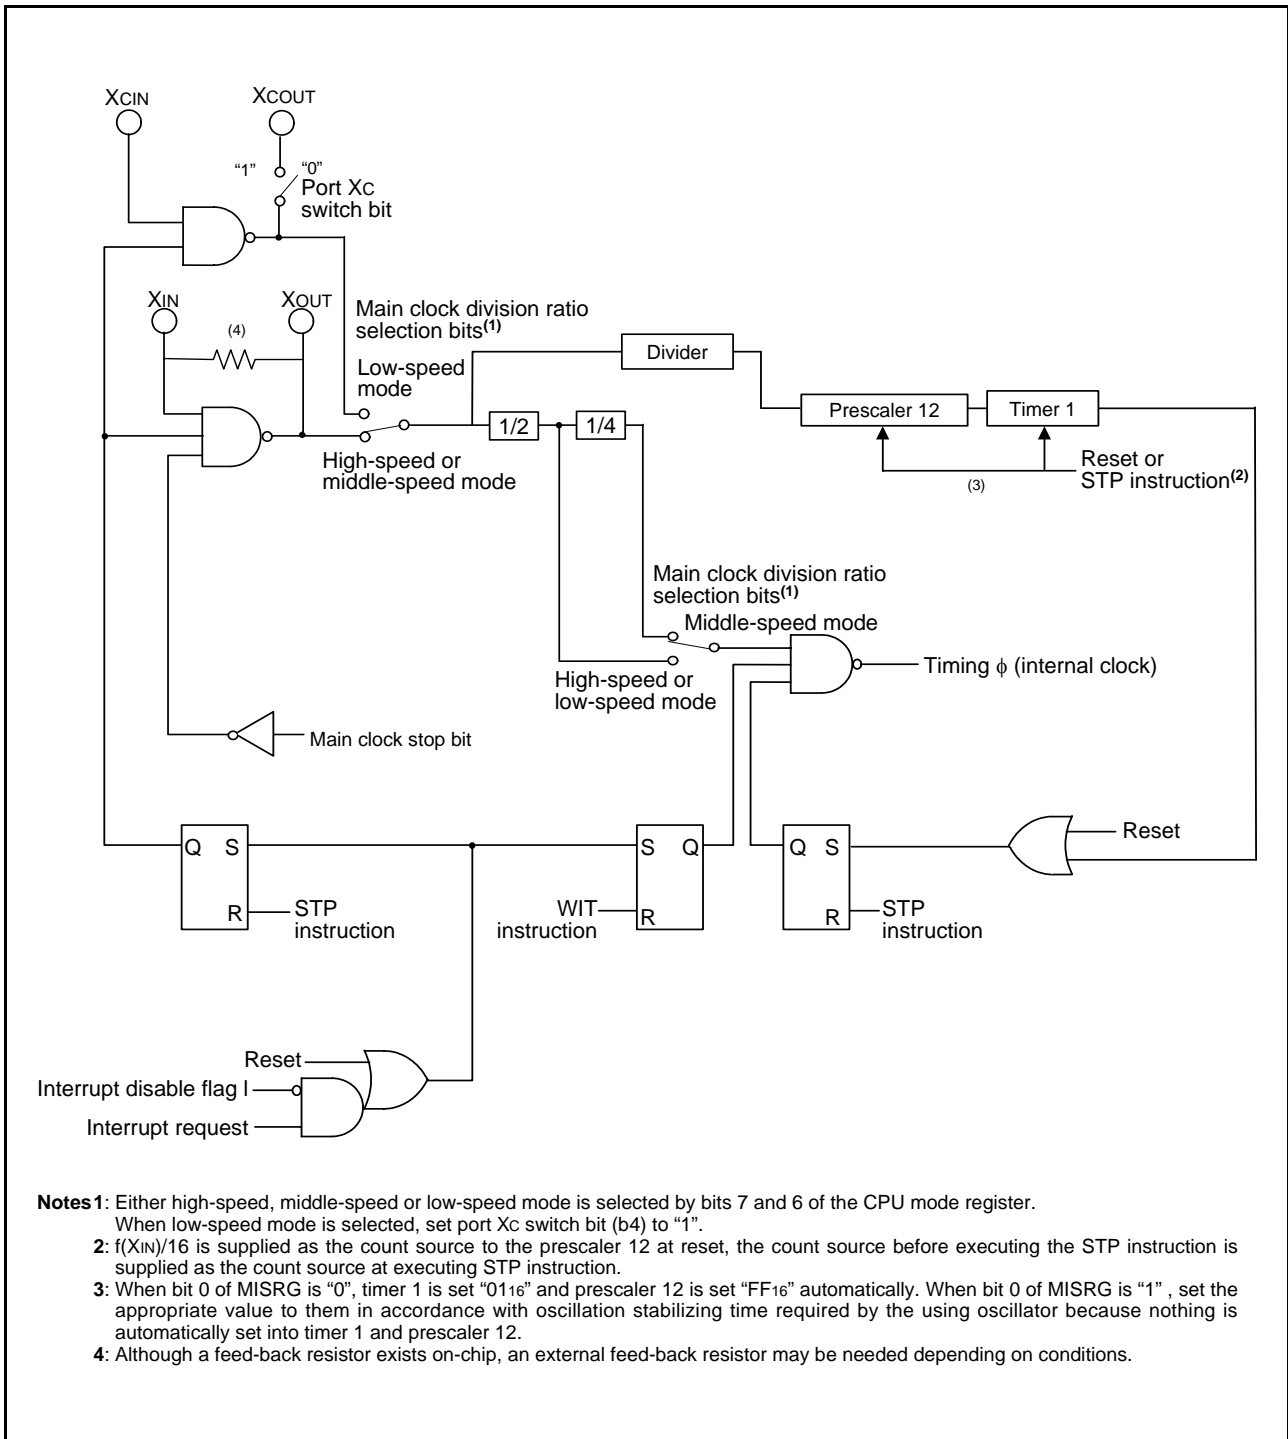 XCIN
XCOUT
“1”
“0”
Port XC
switch bit
XIN
XOUT
(4)
Main clock division ratio
selection bits(1)
Low-speed
mode
Divider
Prescaler 12
Timer 1
1/2
1/4
High-speed or
middle-speed mode
Reset or
STP instruction(2)
(3)
Main clock division ratio
selection bits(1)
Middle-speed mode
Timing ϕ (internal clock)
High-speed or
low-speed mode
Main clock stop bit
Reset
Q S
S Q
Q S
R
STP
instruction
WIT
instruction
R
R
STP
instruction
Reset
Interrupt disable flag I
Interrupt request
Notes1: Either high-speed, middle-speed or low-speed mode is selected by bits 7 and 6 of the CPU mode register.
When low-speed mode is selected, set port XC switch bit (b4) to “1”.
2: f(XIN)/16 is supplied as the count source to the prescaler 12 at reset, the count source before executing the STP instruction is
supplied as the count source at executing STP instruction.
3: When bit 0 of MISRG is “0”, timer 1 is set “0116” and prescaler 12 is set “FF16” automatically. When bit 0 of MISRG is “1” , set the
appropriate value to them in accordance with oscillation stabilizing time required by the using oscillator because nothing is
automatically set into timer 1 and prescaler 12.
4: Although a feed-back resistor exists on-chip, an external feed-back resistor may be needed depending on conditions.